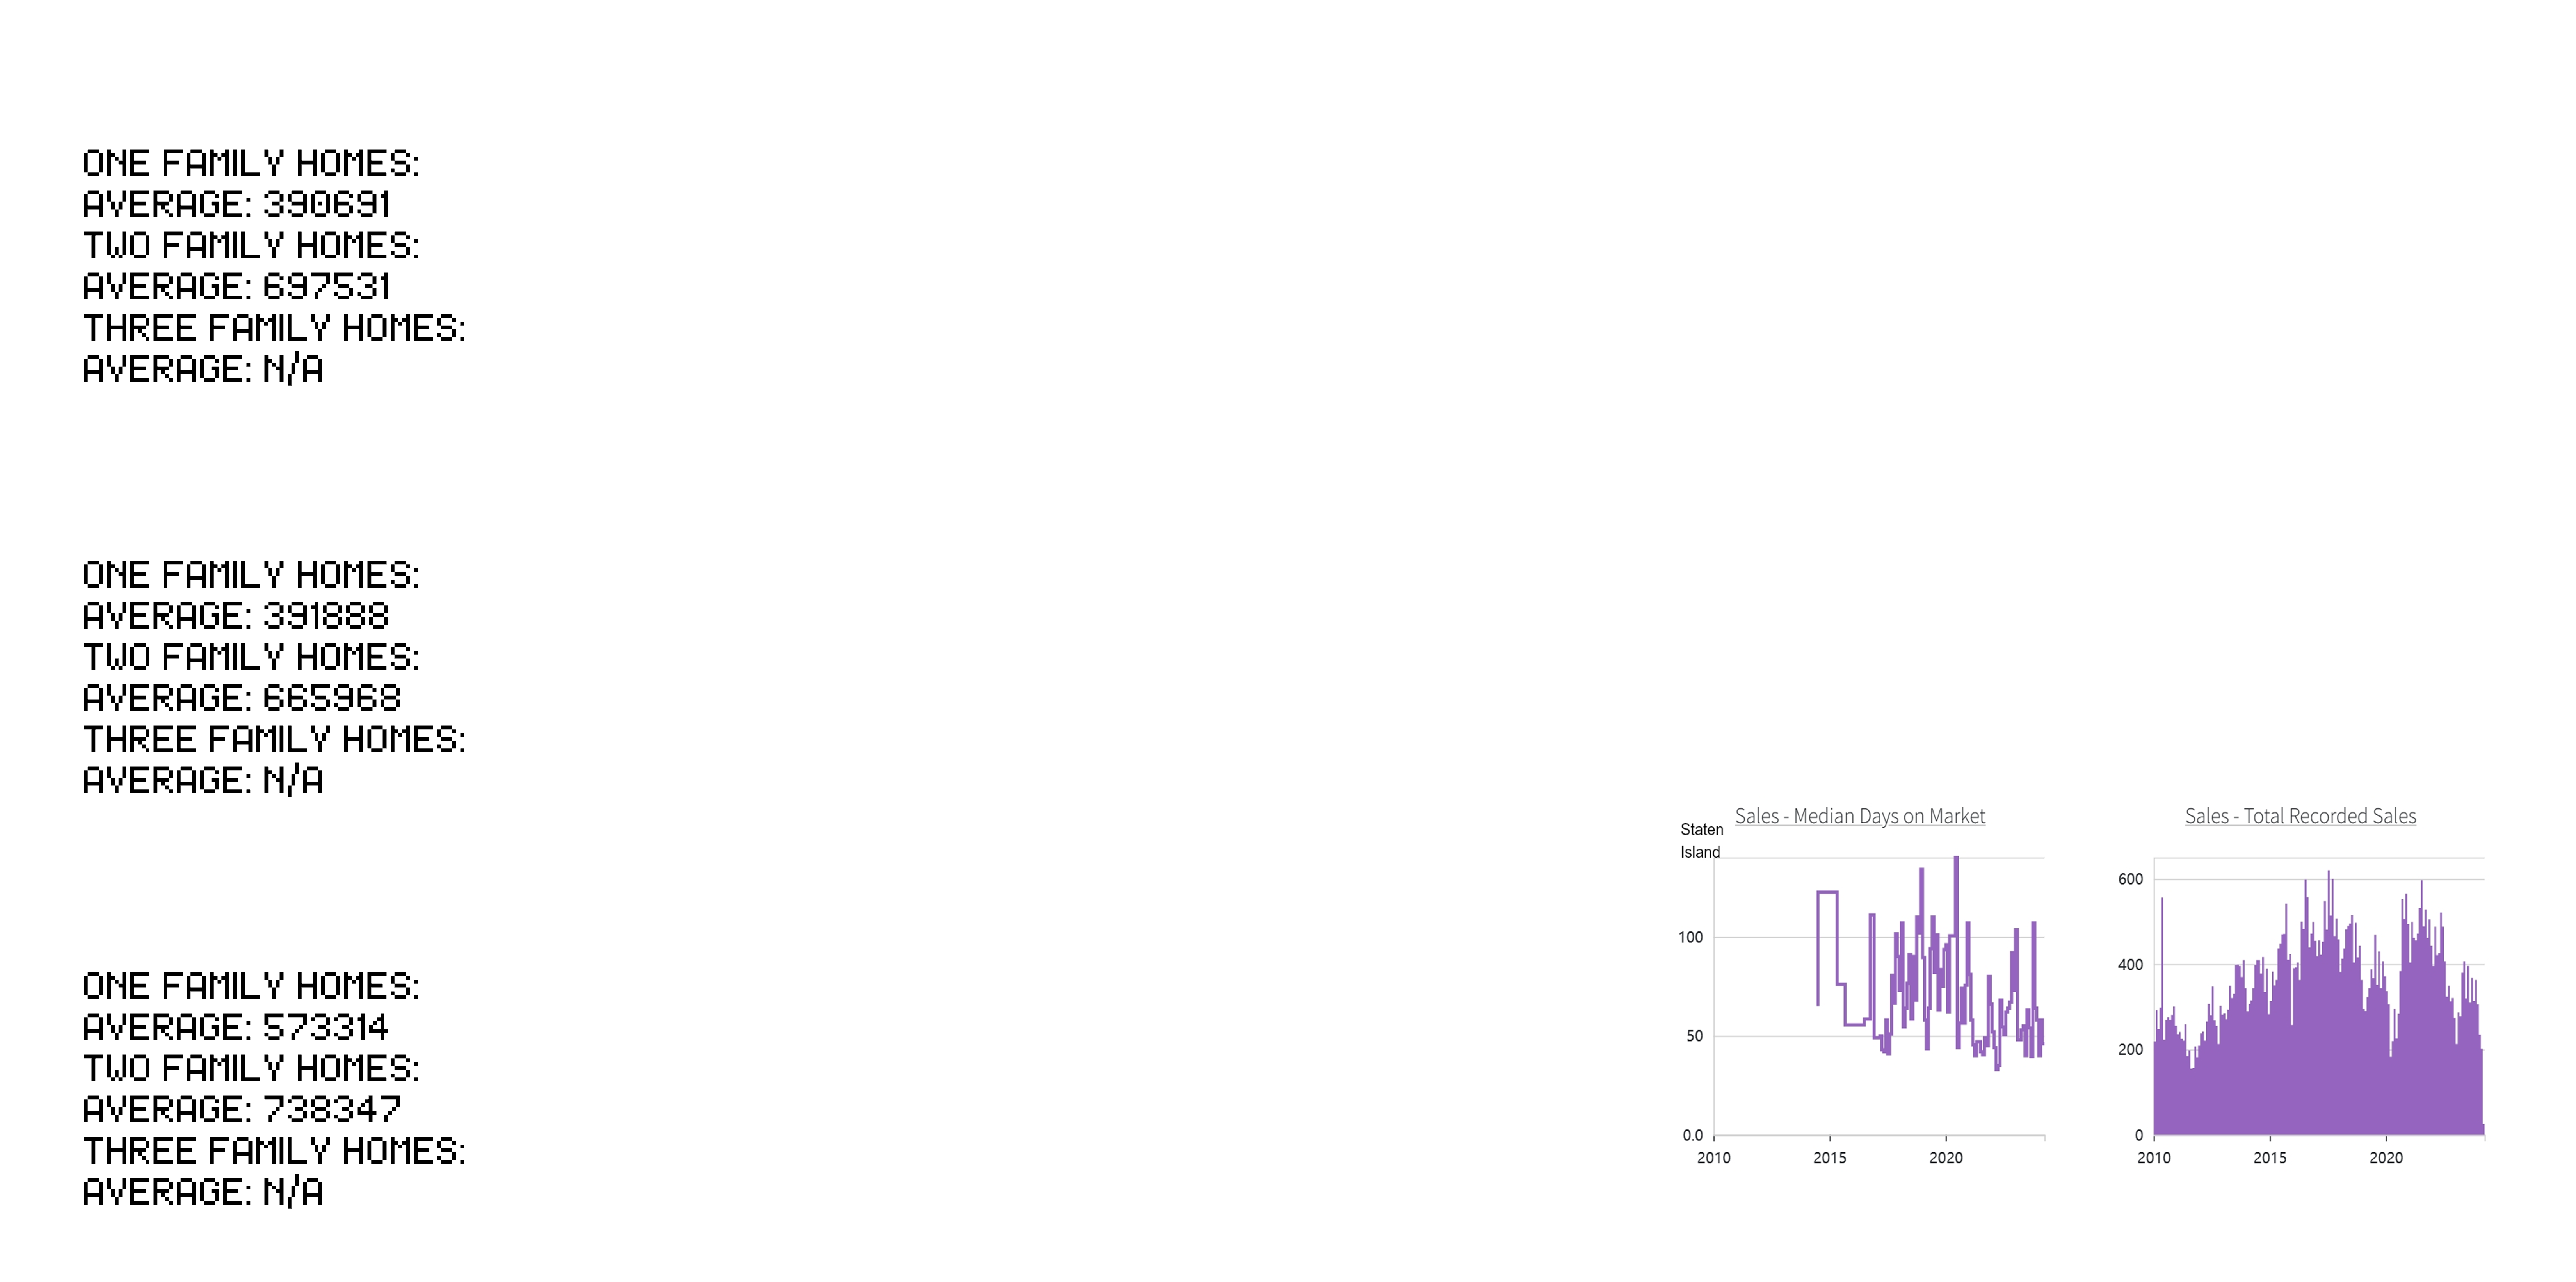 ONE FAMILY HOMES:
AVERAGE: 390691
TWO FAMILY HOMES:
AVERAGE: 697531
THREE FAMILY HOMES:
AVERAGE: N/A
ONE FAMILY HOMES:
AVERAGE: 391888
TWO FAMILY HOMES:
AVERAGE: 665968
THREE FAMILY HOMES:
AVERAGE: N/A
ONE FAMILY HOMES:
AVERAGE: 573314
TWO FAMILY HOMES:
AVERAGE: 738347
THREE FAMILY HOMES:
AVERAGE: N/A
Sales - Median Days on Market
Staten
Island
100
50
0.0
2010 2015 2020
Sales - Total Recorded Sales
600
400
200
0
2010 2015 2020